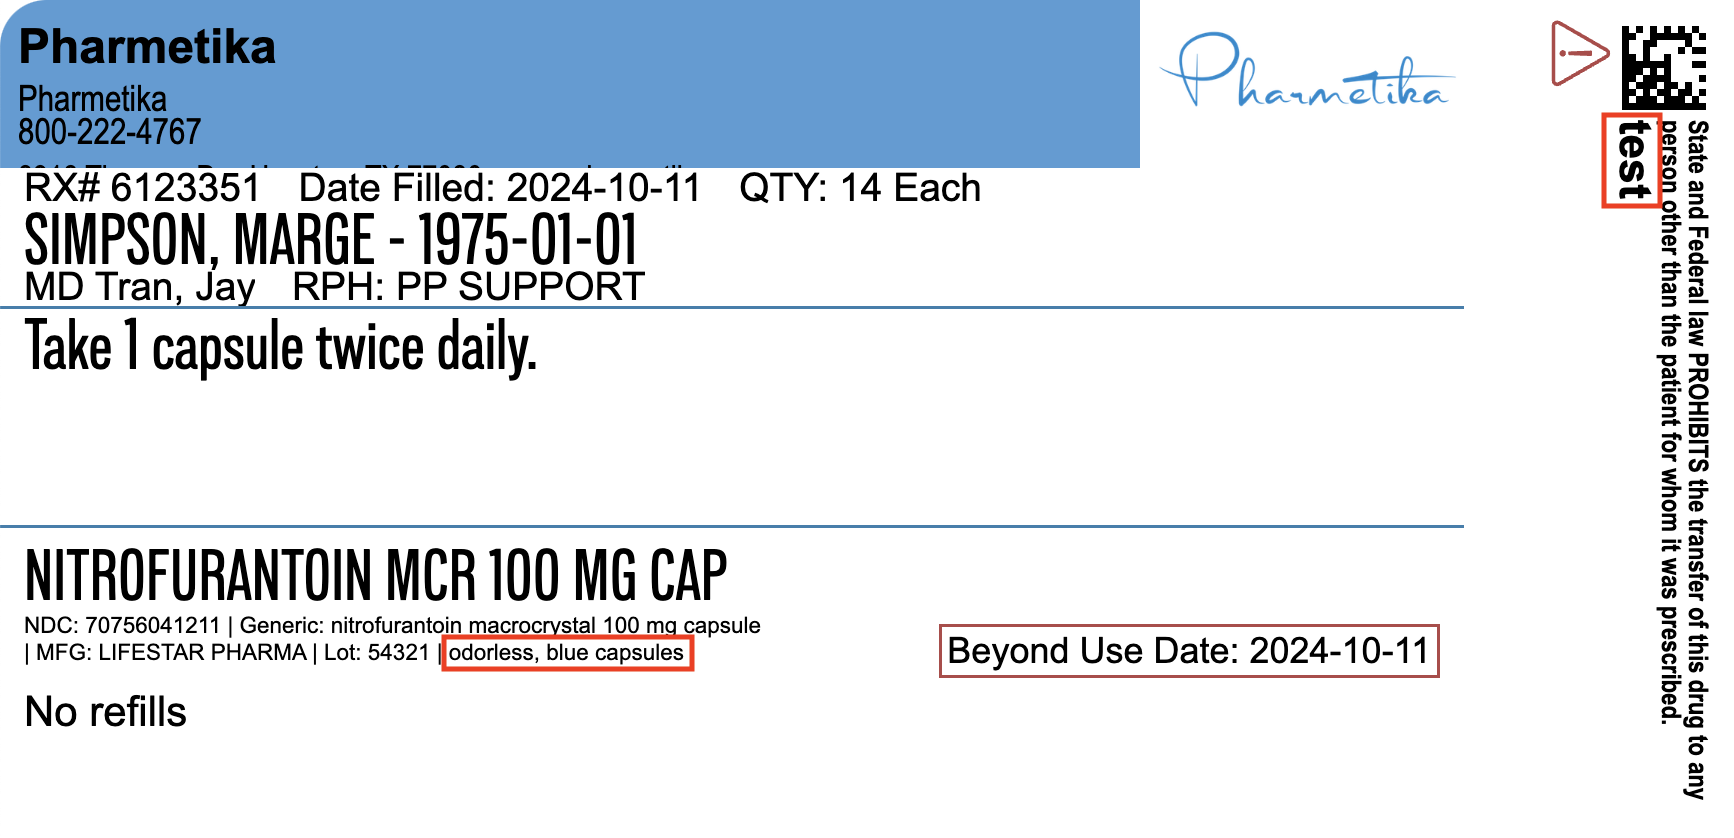 Pharmetika
Pharmetika
800-222-4767
Pharmetika
RX# 6123351 Date Filled: 2024-10-11 QTY: 14 Each
SIMPSON, MARGE - 1975-01-01
MD Tran, Jay RPH: PP SUPPORT
Take 1 capsule twice daily.
NITROFURANTOIN MCR 100 MG CAP
NDC: 70756041211 | Generic: nitrofurantoin macrocrystal 100 mg capsule
| MFG: LIFESTAR PHARMA | Lot: 54321 | odorless, blue capsules
Beyond Use Date: 2024-10-11
No refills
State and Federal law PROHIBITS the transfer of this drug to any
person other than the patient for whom it was prescribed.
test